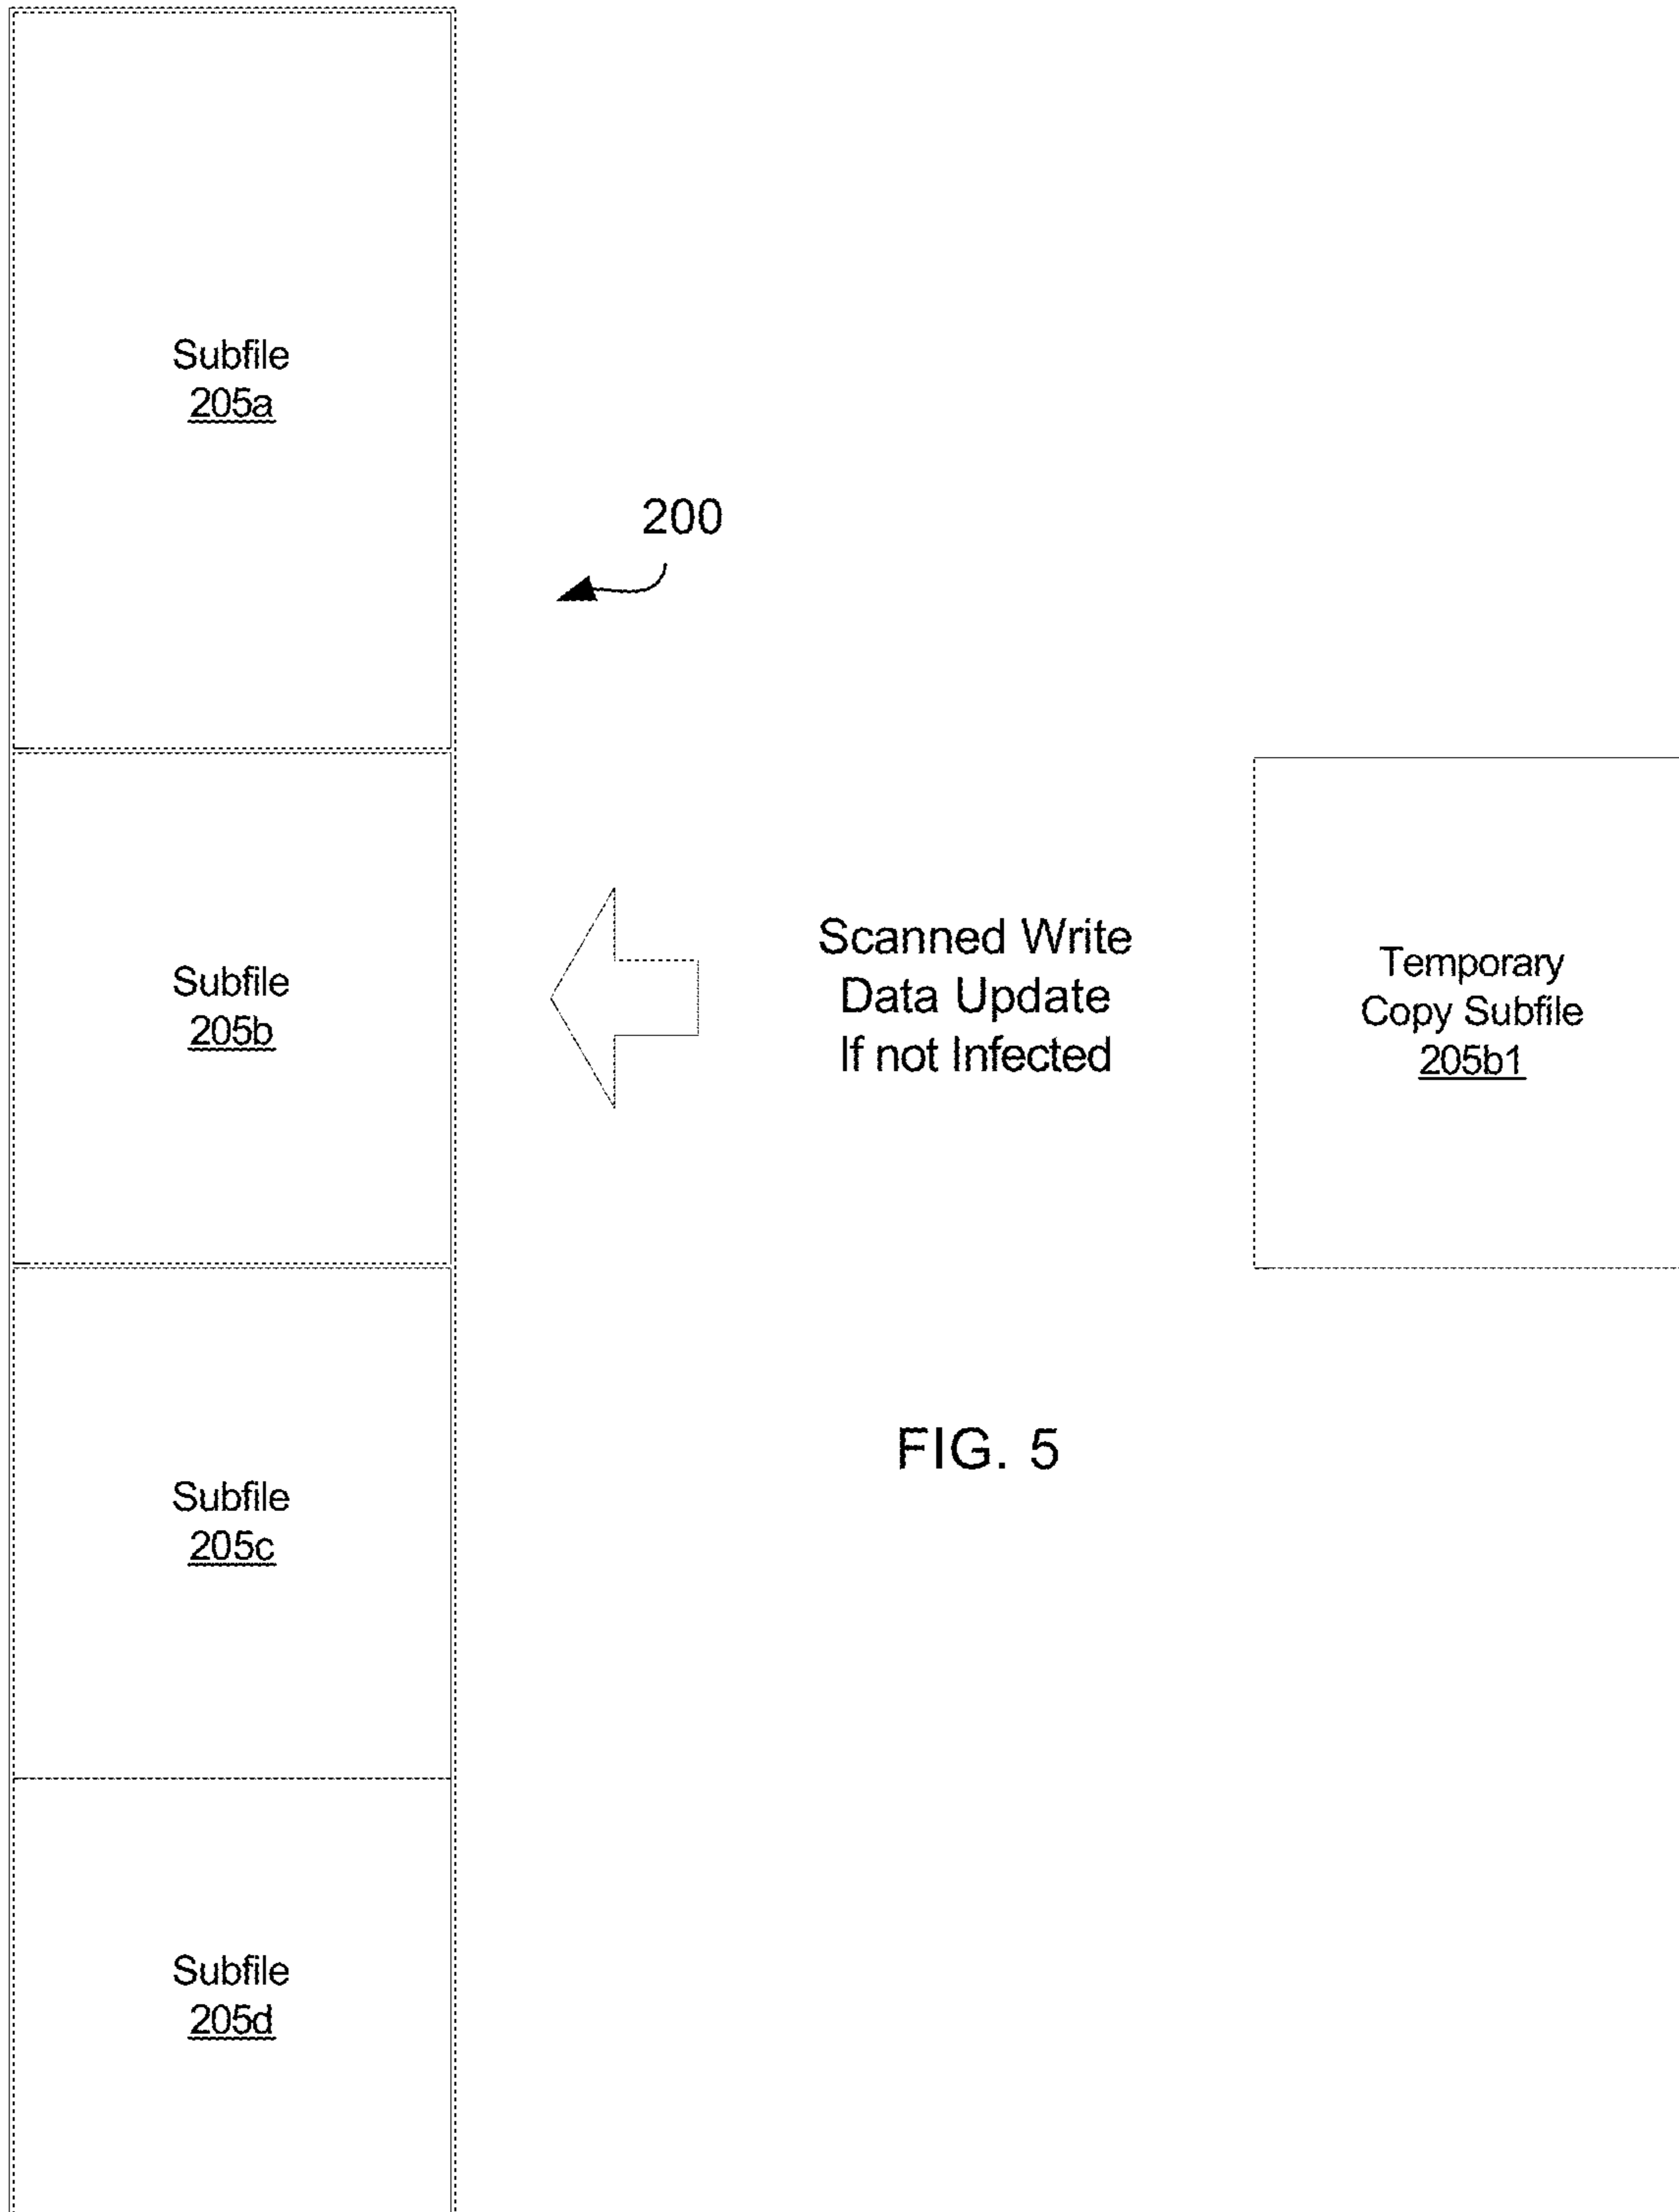 Subfile
205a
200
Subfile
205b
Scanned Write
Data Update
If not Infected
Temporary
Copy Subfile
205b1
Subfile
205c
FIG. 5
Subfile
205d